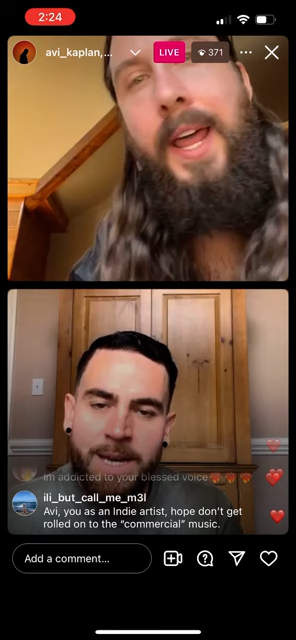 2:24
avi_kaplan,...
LIVE
371
im addicted to your blessed voice
ili_but_call_me_m3l
Avi, you as an Indie artist, hope don't get
rolled on to the “commercial” music.
Add a comment...